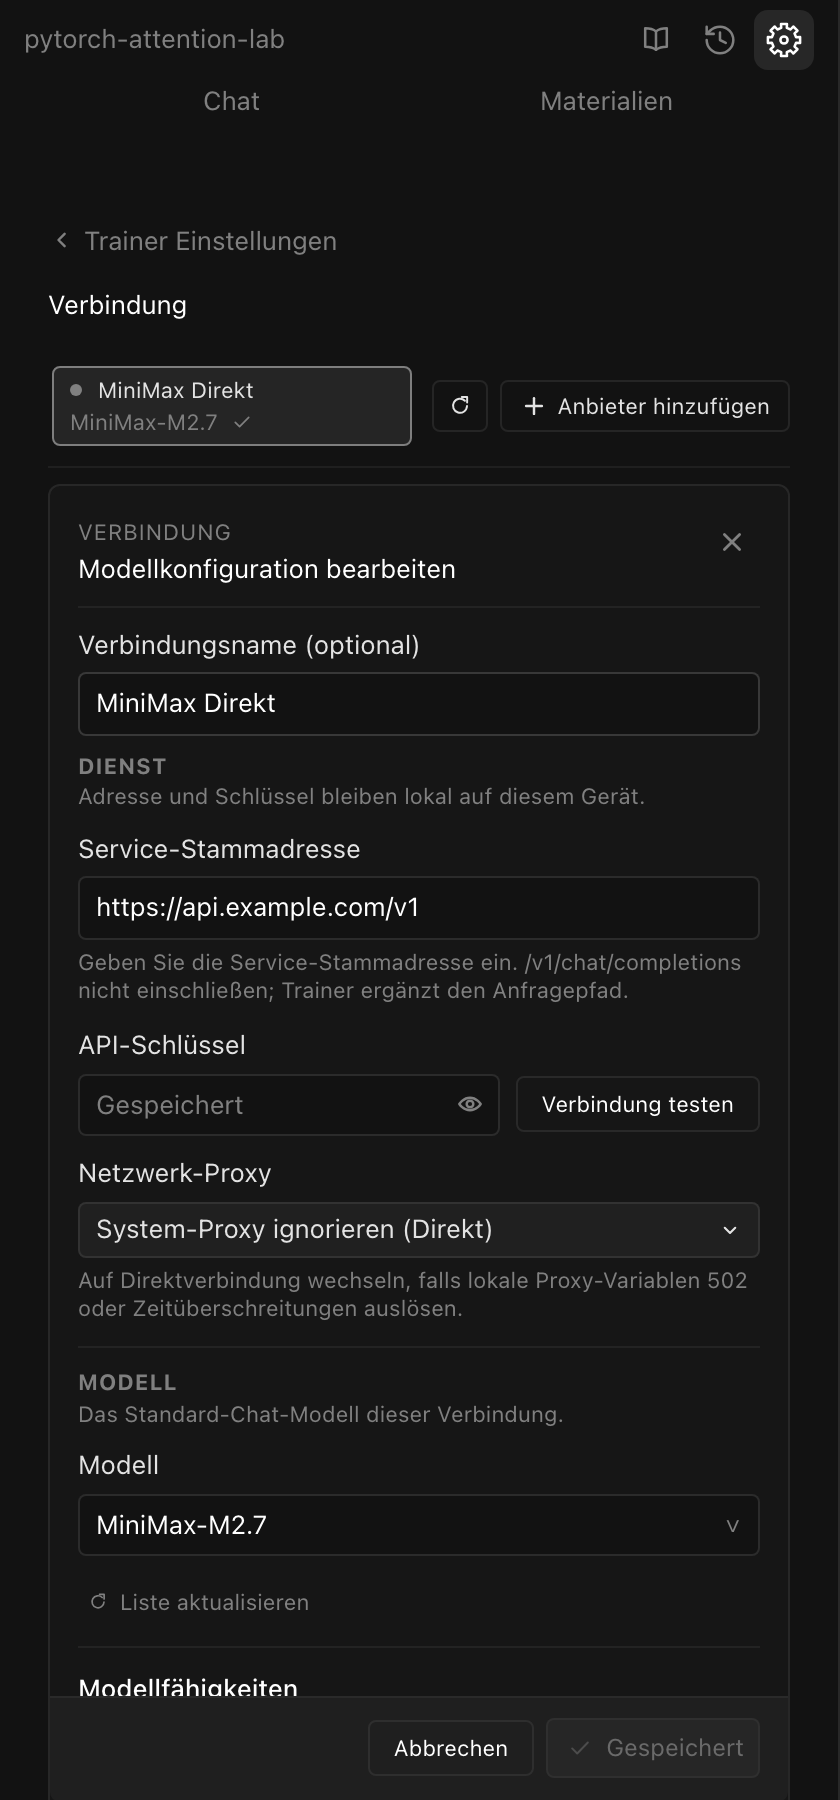 pytorch-attention-lab
Chat
Materialien
Trainer Einstellungen
Verbindung
MiniMax Direkt
MiniMax-M2.7
Anbieter hinzufügen
VERBINDUNG
Modellkonfiguration bearbeiten
Verbindungsname (optional)
MiniMax Direkt
DIENST
Adresse und Schlüssel bleiben lokal auf diesem Gerät.
Service-Stammadresse
https://api.example.com/v1
Geben Sie die Service-Stammadresse ein. /v1/chat/completions
nicht einschließen; Trainer ergänzt den Anfragepfad.
API-Schlüssel
Gespeichert
Verbindung testen
Netzwerk-Proxy
System-Proxy ignorieren (Direkt)
Auf Direktverbindung wechseln, falls lokale Proxy-Variablen 502
oder Zeitüberschreitungen auslösen.
MODELL
Das Standard-Chat-Modell dieser Verbindung.
Modell
MiniMax-M2.7
Liste aktualisieren
Modellfähigkeiten
Abbrechen
Gespeichert